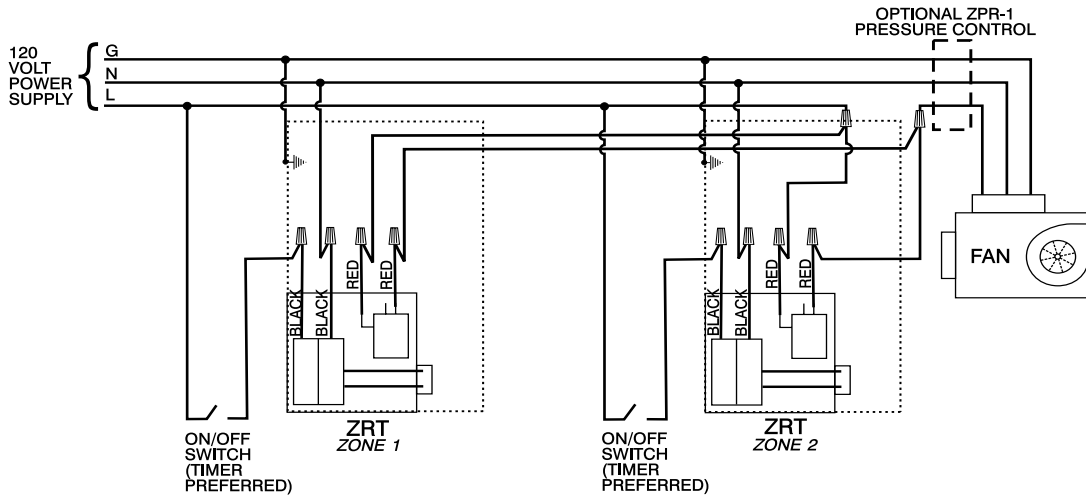 OPTIONAL ZPR-1
PRESSURE CONTROL
120
VOLT
POWER
SUPPLY
G
N
L
BLACK
BLACK
RED
RED
BLACK
BLACK
RED
RED
FAN
ZRT
ZONE 1
ZRT
ZONE 2
ON/OFF
SWITCH
(TIMER
PREFERRED)
ON/OFF
SWITCH
(TIMER
PREFERRED)